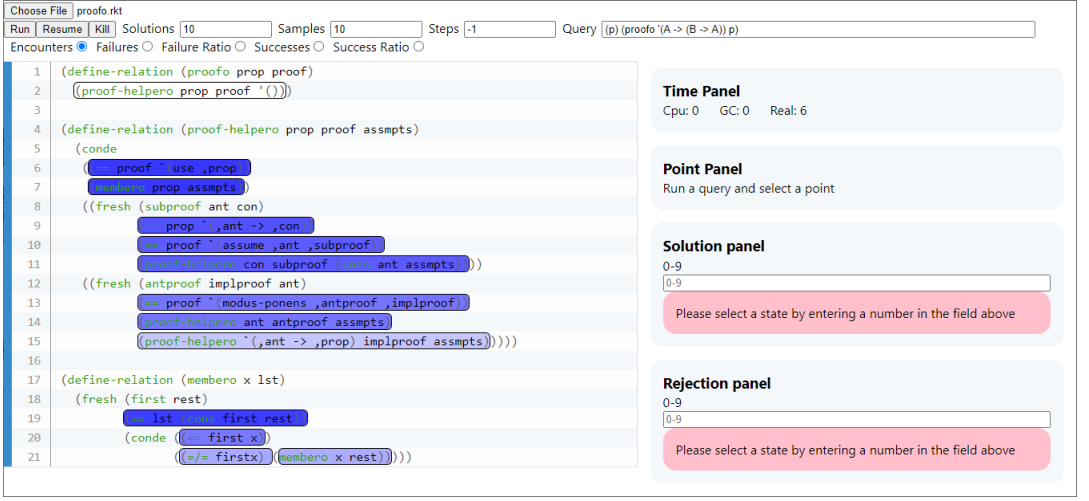 Choose File proofo.rkt
Run Resume Kill Solutions 10 Samples 10 Steps -1 Query (p) (proofo '(A -> (B -> A)) p)
Encounters Failures Failure Ratio Successes Success Ratio
1 (define-relation (proofo prop proof)
2 (proof-helpero prop proof '()))
3
4 (define-relation (proof-helpero prop proof assmpts)
5 (conde
6 ((== proof `(use ,prop))
7 (membero prop assmpts))
8 ((fresh (subproof ant con)
9 (== prop `(,ant -> ,con))
10 (== proof `(assume ,ant ,subproof))
11 (proof-helpero con subproof (cons ant assmpts))))
12 ((fresh (antproof implproof ant)
13 (== proof `(modus-ponens ,antproof ,implproof))
14 (proof-helpero ant antproof assmpts)
15 (proof-helpero `(,ant -> ,prop) implproof assmpts)))))
16
17 (define-relation (membero x lst)
18 (fresh (first rest)
19 (== lst (cons first rest))
20 (conde ((== first x))
21 ((=/= firstx) (membero x rest)))))
Time Panel
Cpu: 0 GC: 0 Real: 6
Point Panel
Run a query and select a point
Solution panel
0-9
0-9
Please select a state by entering a number in the field above
Rejection panel
0-9
0-9
Please select a state by entering a number in the field above